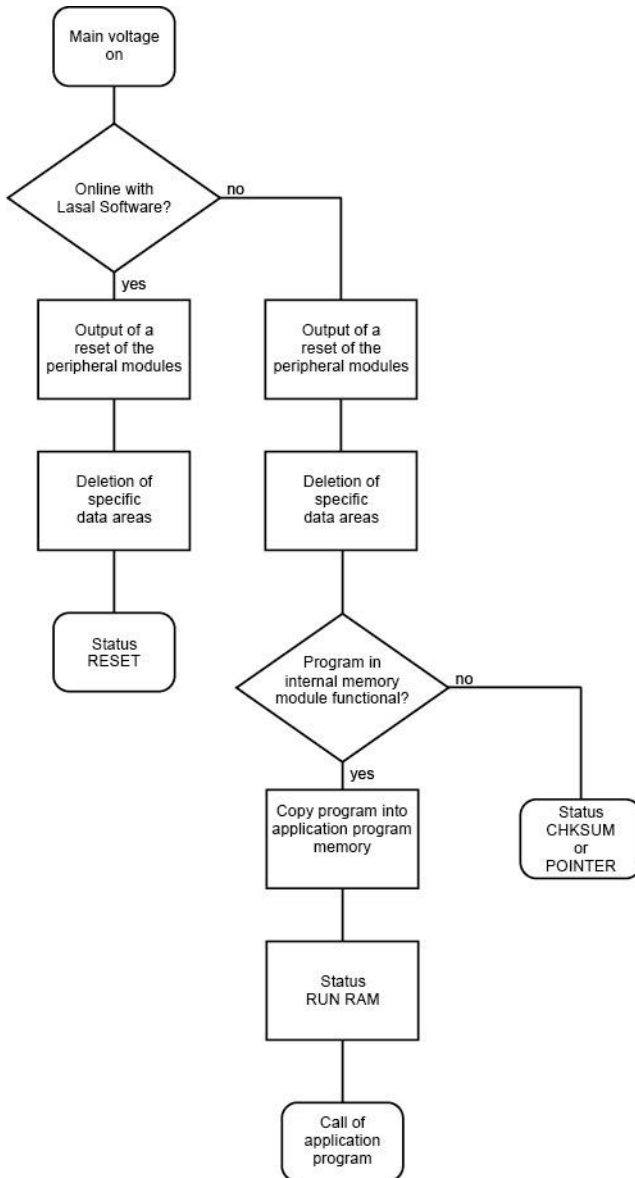 Main voltage
on
Online with
Lasal Software?
no
yes
Output of a
reset of the
peripheral modules
Output of a
reset of the
peripheral modules
Deletion of
specific
data areas
Deletion of
specific
data areas
Status
RESET
Program in
internal memory
module functional?
no
yes
Copy program into
application program
memory
Status
CHKSUM
or
POINTER
Status
RUN RAM
Call of
application
program